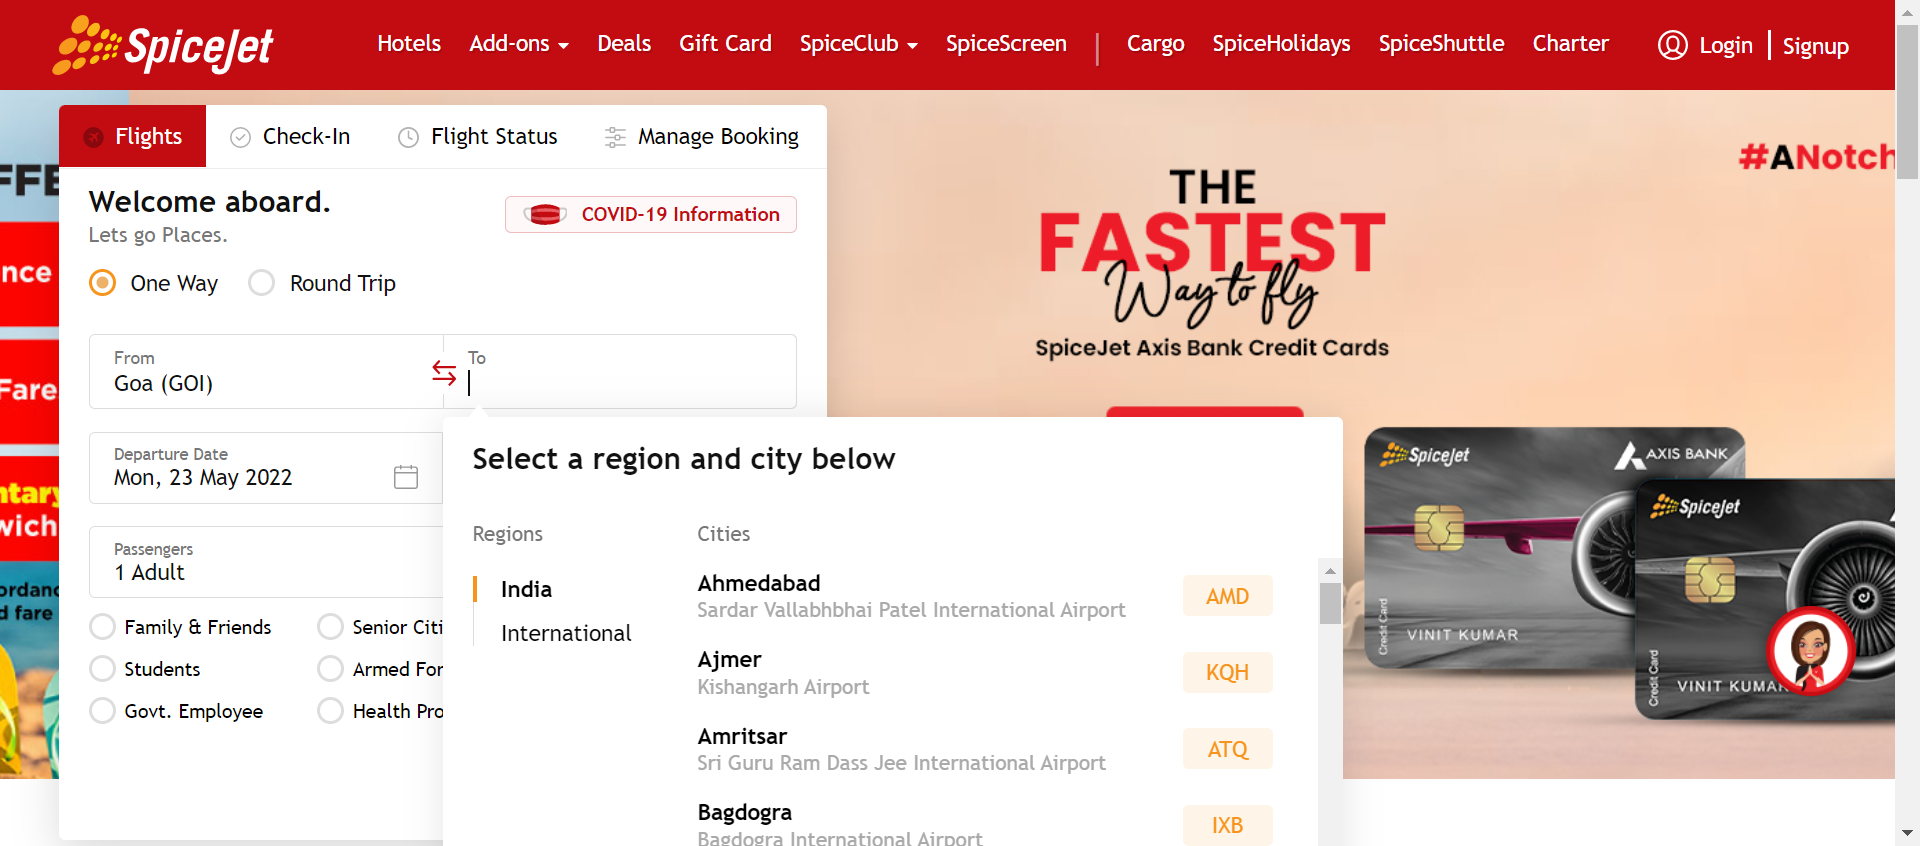 SpiceJet
Hotels
Add-ons
Deals
Gift Card
SpiceClub
SpiceScreen
Cargo
SpiceHolidays
SpiceShuttle
Charter
Login
Signup
Flights
Check-In
Flight Status
Manage Booking
Welcome aboard.
Lets go Places.
COVID-19 Information
One Way
Round Trip
From
Goa (GOI)
To
Departure Date
Mon, 23 May 2022
Passengers
1 Adult
Family & Friends
Senior Citi
Students
Armed For
Govt. Employee
Health Pro
Select a region and city below
Regions
India
International
Cities
Ahmedabad
Sardar Vallabhbhai Patel International Airport
AMD
Ajmer
Kishangarh Airport
KQH
Amritsar
Sri Guru Ram Dass Jee International Airport
ATQ
Bagdogra
Bagdogra International Airport
IXB
#ANotch
THE
FASTEST
Way to fly
SpiceJet Axis Bank Credit Cards
SpiceJet
AXIS BANK
Credit Card
VINIT KUMAR
SpiceJet
Credit Card
VINIT KUMAR
FFE
nce
Fare
ntary
wich
ordanc
d fare